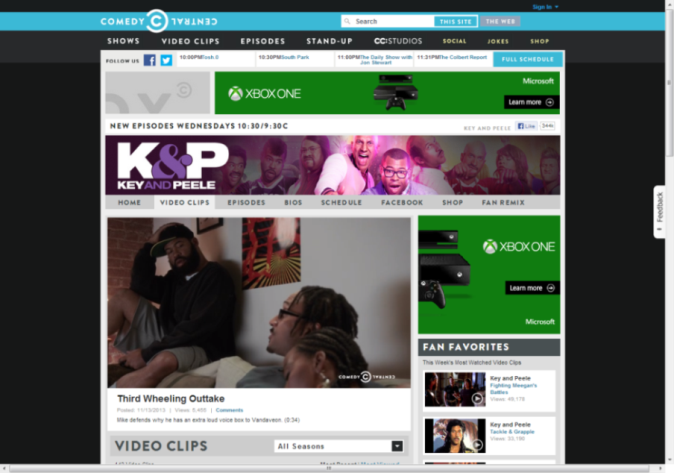 Sign In
COMEDY CENTRAL
Search
THIS SITE
THE WEB
SHOWS VIDEO CLIPS EPISODES STAND-UP CC:STUDIOS SOCIAL JOKES SHOP
FOLLOW US
10:00PM Tosh.0
10:30PM South Park
11:00PM The Daily Show with Jon Stewart
11:31PM The Colbert Report
FULL SCHEDULE
XBOX ONE
Microsoft
Learn more
NEW EPISODES WEDNESDAYS 10:30/9:30C
KEY AND PEELE
Like
K&P
KEY AND PEELE
HOME VIDEO CLIPS EPISODES BIOS SCHEDULE FACEBOOK SHOP FAN REMIX
Feedback
COMEDY CENTRAL
XBOX ONE
Learn more
Microsoft
Third Wheeling Outtake
Posted: 11/13/2013 | Views: 5,495 | Comments
Mike defends why he has an extra loud voice box to Vandaveon. (0:34)
VIDEO CLIPS
All Seasons
FAN FAVORITES
This Week's Most Watched Video Clips
Key and Peele
Fighting Meegan's
Battles
Views: 49,178
Key and Peele
Tackle & Grapple
Views: 33,196